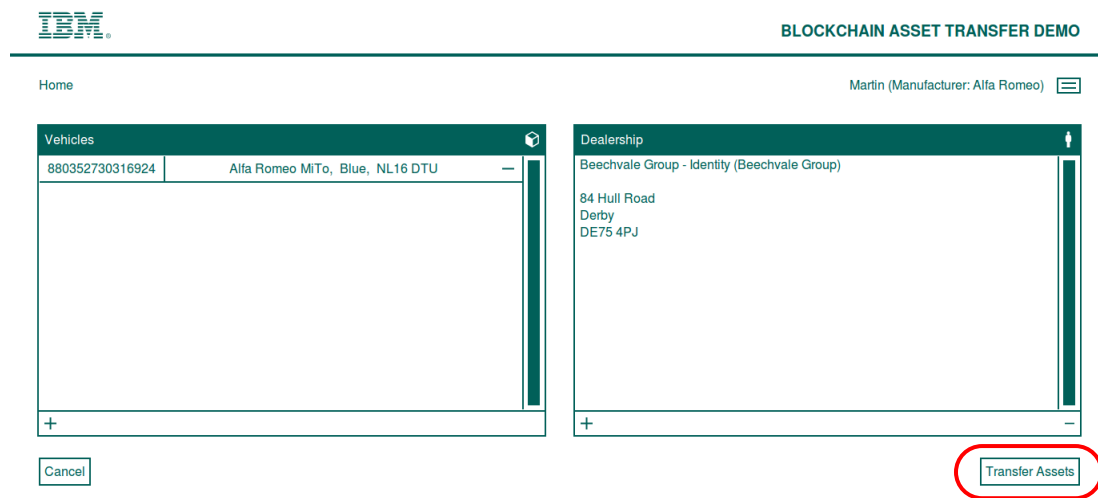 IBM®
BLOCKCHAIN ASSET TRANSFER DEMO
Home
Martin (Manufacturer: Alfa Romeo)
Vehicles
880352730316924 Alfa Romeo MiTo, Blue, NL16 DTU −
+
Dealership
Beechvale Group - Identity (Beechvale Group)
84 Hull Road
Derby
DE75 4PJ
+ −
Cancel
Transfer Assets